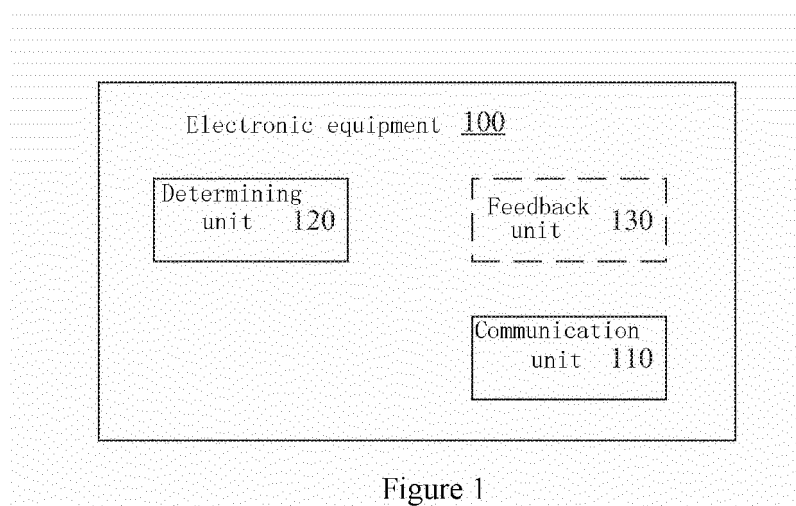 Electronic equipment 100
Determining
unit 120
Feedback
unit 130
Communication
unit 110
Figure 1